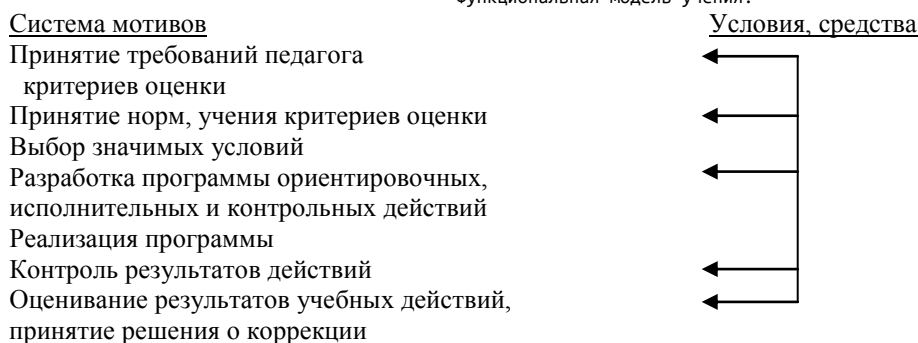 Функциональная модель учения:
Система мотивов Условия, средства
Принятие требований педагога
критериев оценки
Принятие норм, учения критериев оценки
Выбор значимых условий
Разработка программы ориентировочных,
исполнительных и контрольных действий
Реализация программы
Контроль результатов действий
Оценивание результатов учебных действий,
принятие решения о коррекции